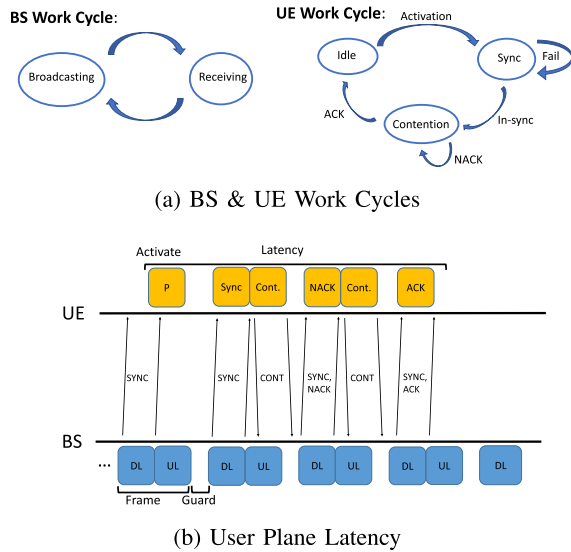 BS Work Cycle:
Broadcasting
Receiving
UE Work Cycle:
Activation
Idle
Sync
Fail
ACK
Contention
In-sync
NACK
(a) BS & UE Work Cycles
Activate
Latency
P
Sync
Cont.
NACK
Cont.
ACK
UE
SYNC
SYNC
CONT
SYNC,
NACK
CONT
SYNC,
ACK
BS
...
DL
UL
DL
UL
DL
UL
DL
UL
DL
Frame
Guard
(b) User Plane Latency